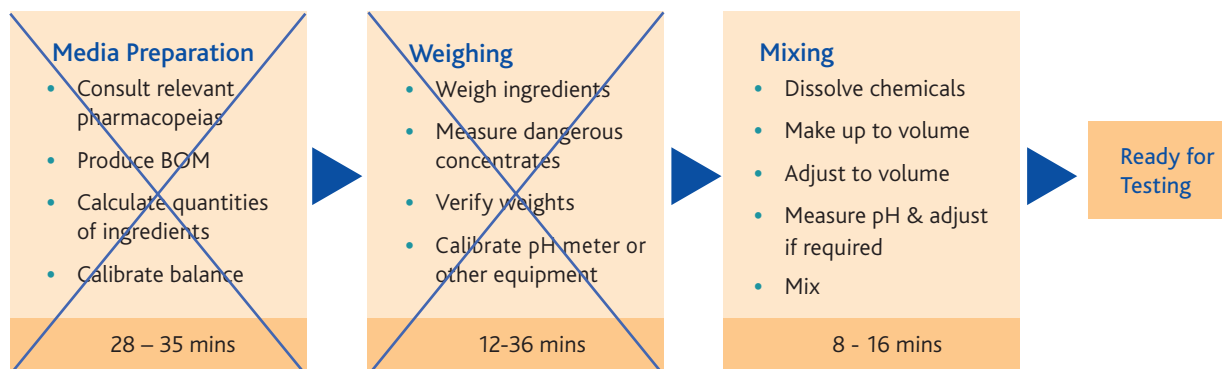 Media Preparation
• Consult relevant
pharmacopeias
• Produce BOM
• Calculate quantities
of ingredients
• Calibrate balance
28 – 35 mins
Weighing
• Weigh ingredients
• Measure dangerous
concentrates
• Verify weights
• Calibrate pH meter or
other equipment
12-36 mins
Mixing
• Dissolve chemicals
• Make up to volume
• Adjust to volume
• Measure pH & adjust
if required
• Mix
8 - 16 mins
Ready for
Testing